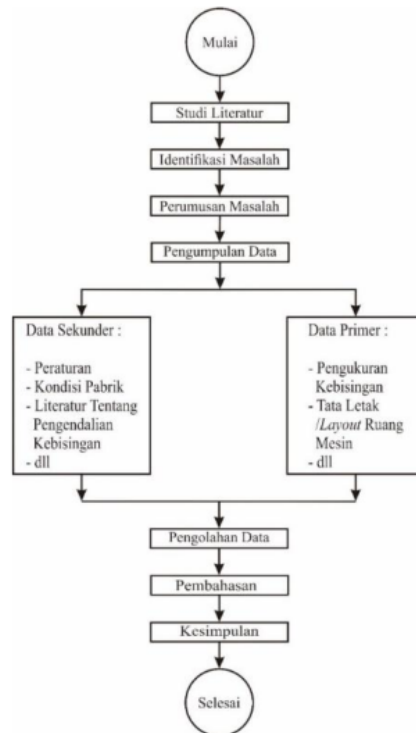 Mulai
Studi Literatur
Identifikasi Masalah
Perumusan Masalah
Pengumpulan Data
Data Sekunder :
- Peraturan
- Kondisi Pabrik
- Literatur Tentang
Pengendalian
Kebisingan
- dll
Data Primer :
- Pengukuran
Kebisingan
- Tata Letak
/Layout Ruang
Mesin
- dll
Pengolahan Data
Pembahasan
Kesimpulan
Selesai